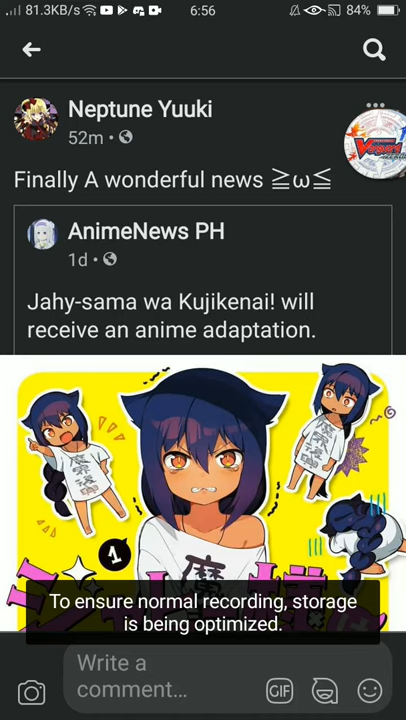 81.3KB/s 6:56 84%
Neptune Yuuki
52m
Finally A wonderful news ≧ω≦
AnimeNews PH
1d
Jahy-sama wa Kujikenai! will
receive an anime adaptation.
1
魔
To ensure normal recording, storage
is being optimized.
Write a
comment...
GIF